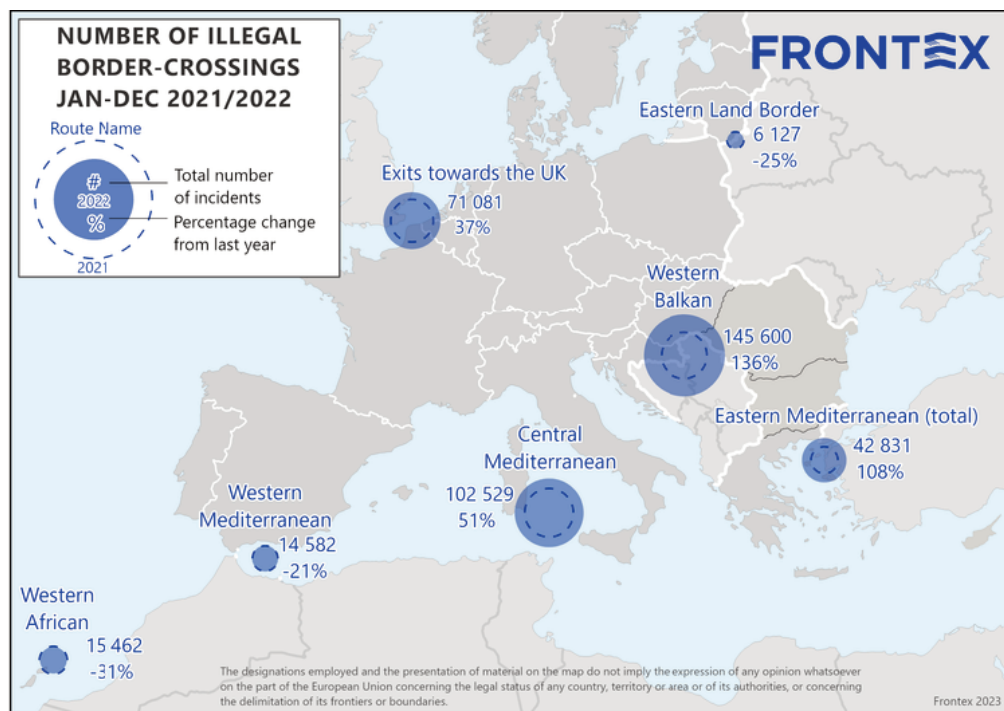 NUMBER OF ILLEGAL
BORDER-CROSSINGS
JAN-DEC 2021/2022
Route Name
#
2022
%
2021
Total number
of incidents
Percentage change
from last year
FRONTEX
Eastern Land Border
6 127
-25%
Exits towards the UK
71 081
37%
Western
Balkan
145 600
136%
Eastern Mediterranean (total)
42 831
108%
Central
Mediterranean
102 529
51%
Western
Mediterranean
14 582
-21%
Western
African
15 462
-31%
The designations employed and the presentation of material on the map do not imply the expression of any opinion whatsoever
on the part of the European Union concerning the legal status of any country, territory or area or of its authorities, or concerning
the delimitation of its frontiers or boundaries.
Frontex 2023